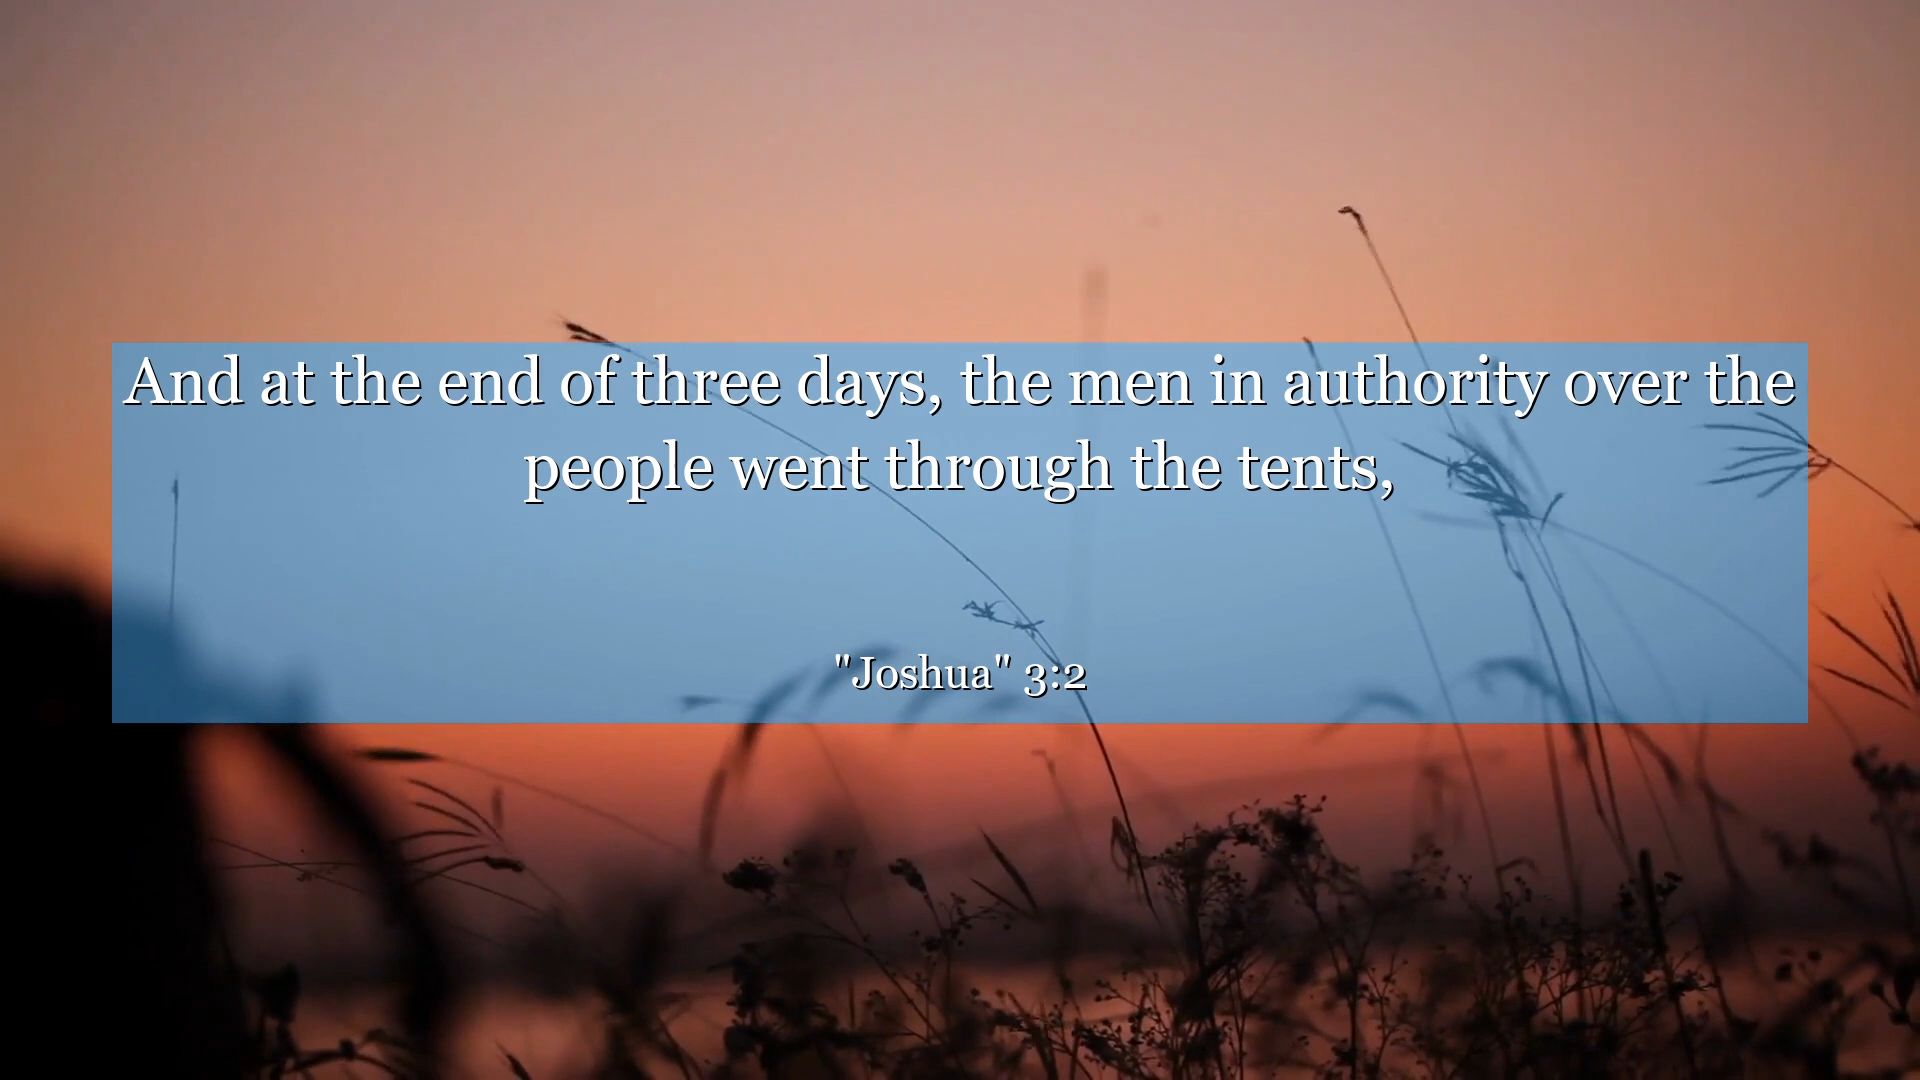 And at the end of three days, the men in authority over the
people went through the tents,
"Joshua" 3:2